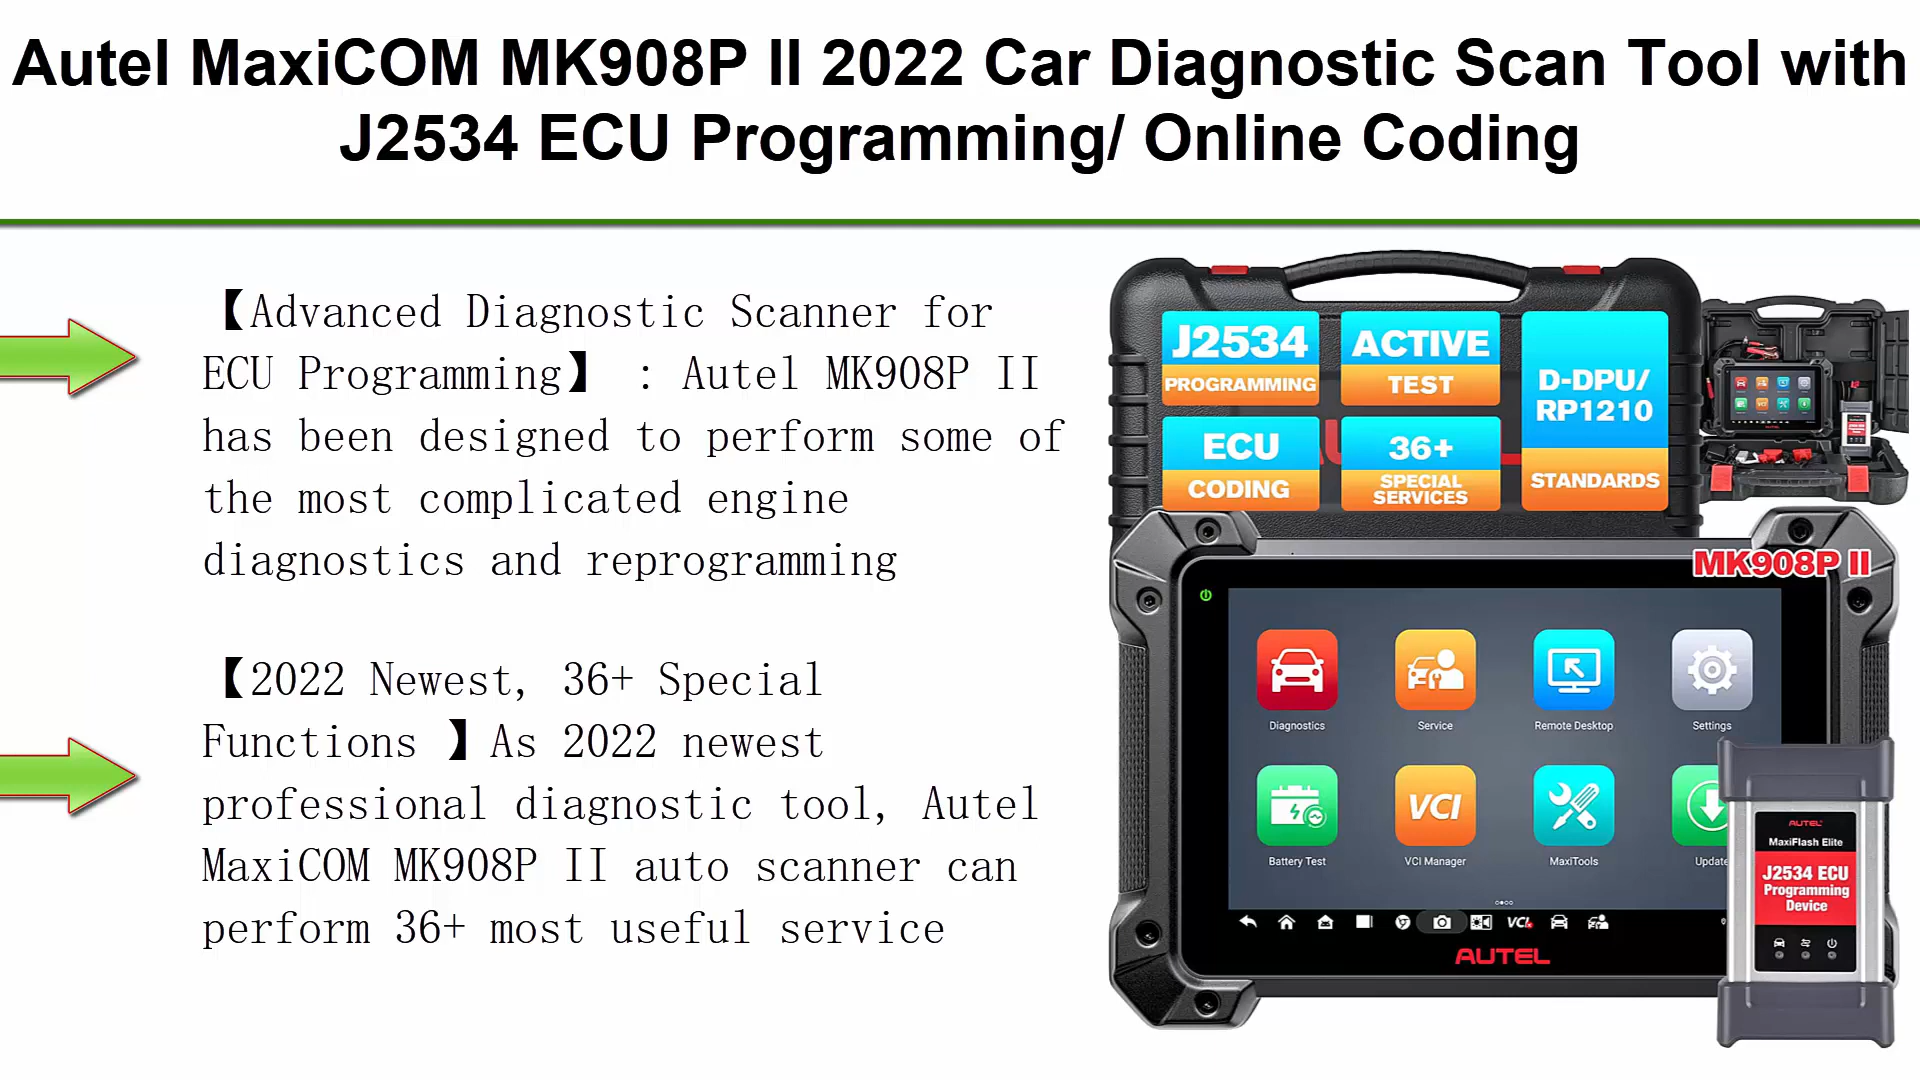 Autel MaxiCOM MK908P II 2022 Car Diagnostic Scan Tool with
J2534 ECU Programming/ Online Coding
【Advanced Diagnostic Scanner for
ECU Programming】 : Autel MK908P II
has been designed to perform some of
the most complicated engine
diagnostics and reprogramming
【2022 Newest, 36+ Special
Functions 】As 2022 newest
professional diagnostic tool, Autel
MaxiCOM MK908P II auto scanner can
perform 36+ most useful service
J2534
PROGRAMMING
ACTIVE
TEST
D-DPU/
RP1210
STANDARDS
ECU
CODING
36+
SPECIAL
SERVICES
MK908P II
Diagnostics
Service
Remote Desktop
Settings
Battery Test
VCI
VCI Manager
MaxiTools
Update
VCI
AUTEL
AUTEL
MaxiFlash Elite
J2534 ECU
Programming
Device